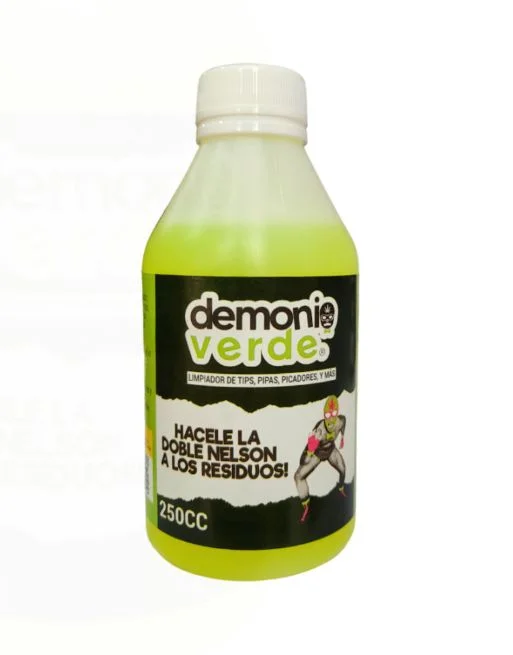 demonio
verde®
LIMPIADOR DE TIPS, PIPAS, PICADORES, Y MÁS
HACELE LA
DOBLE NELSON
A LOS RESIDUOS!
250CC